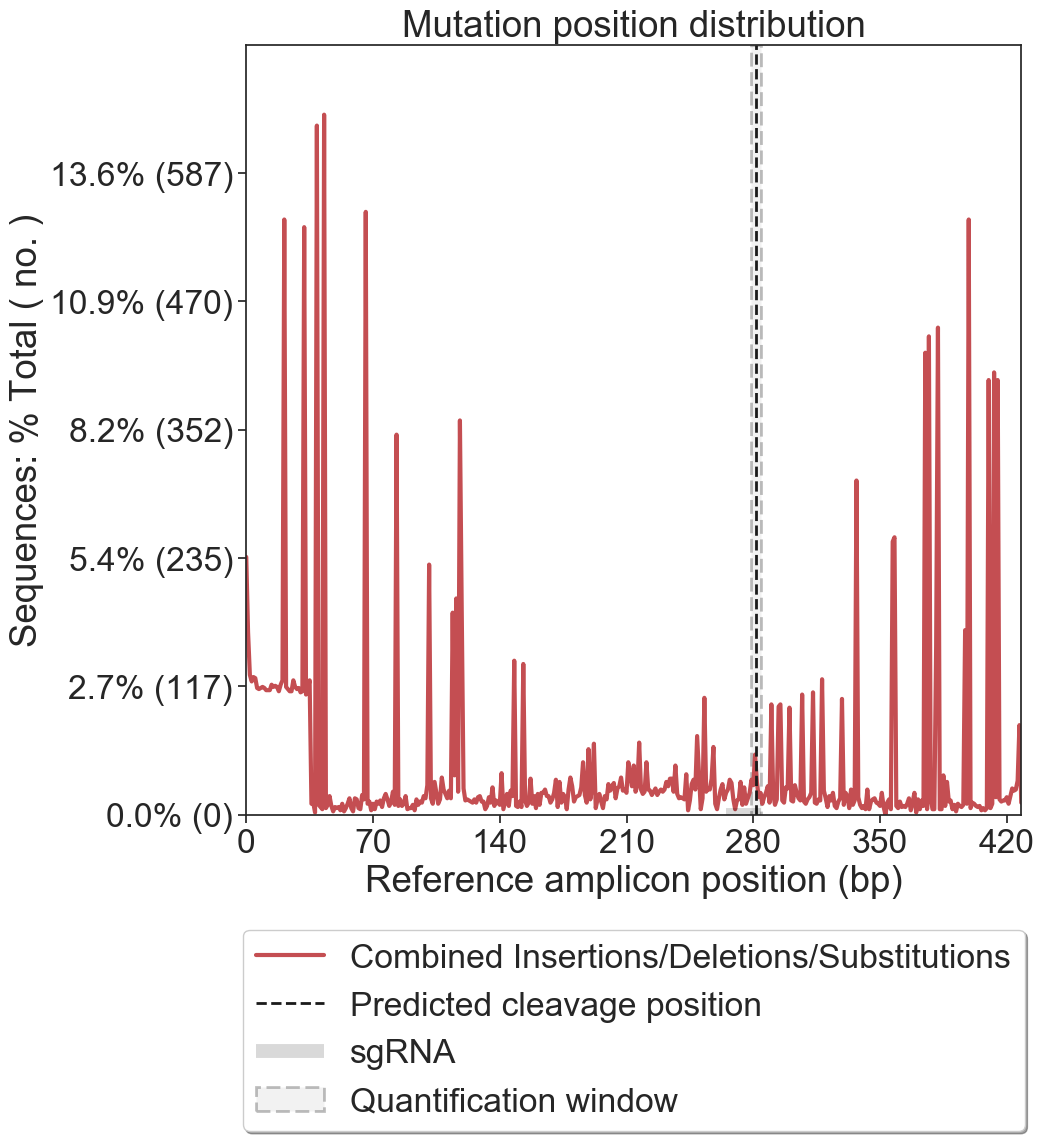 Mutation position distribution
Sequences: % Total ( no. )
13.6% (587)
10.9% (470)
8.2% (352)
5.4% (235)
2.7% (117)
0.0% (0)
0 70 140 210 280 350 420
Reference amplicon position (bp)
Combined Insertions/Deletions/Substitutions
Predicted cleavage position
sgRNA
Quantification window